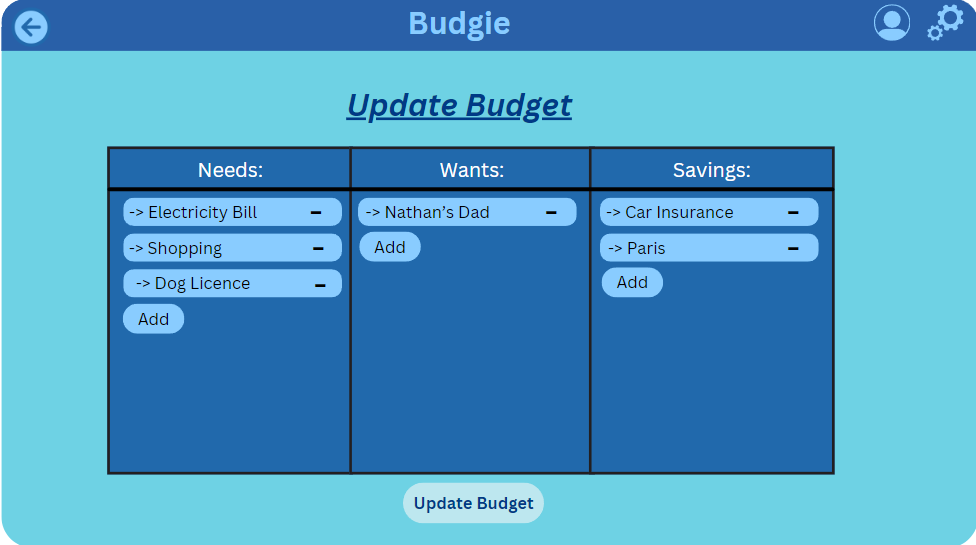 Budgie
Update Budget
Needs:
-> Electricity Bill –
-> Shopping –
-> Dog Licence –
Add
Wants:
-> Nathan’s Dad –
Add
Savings:
-> Car Insurance –
-> Paris –
Add
Update Budget